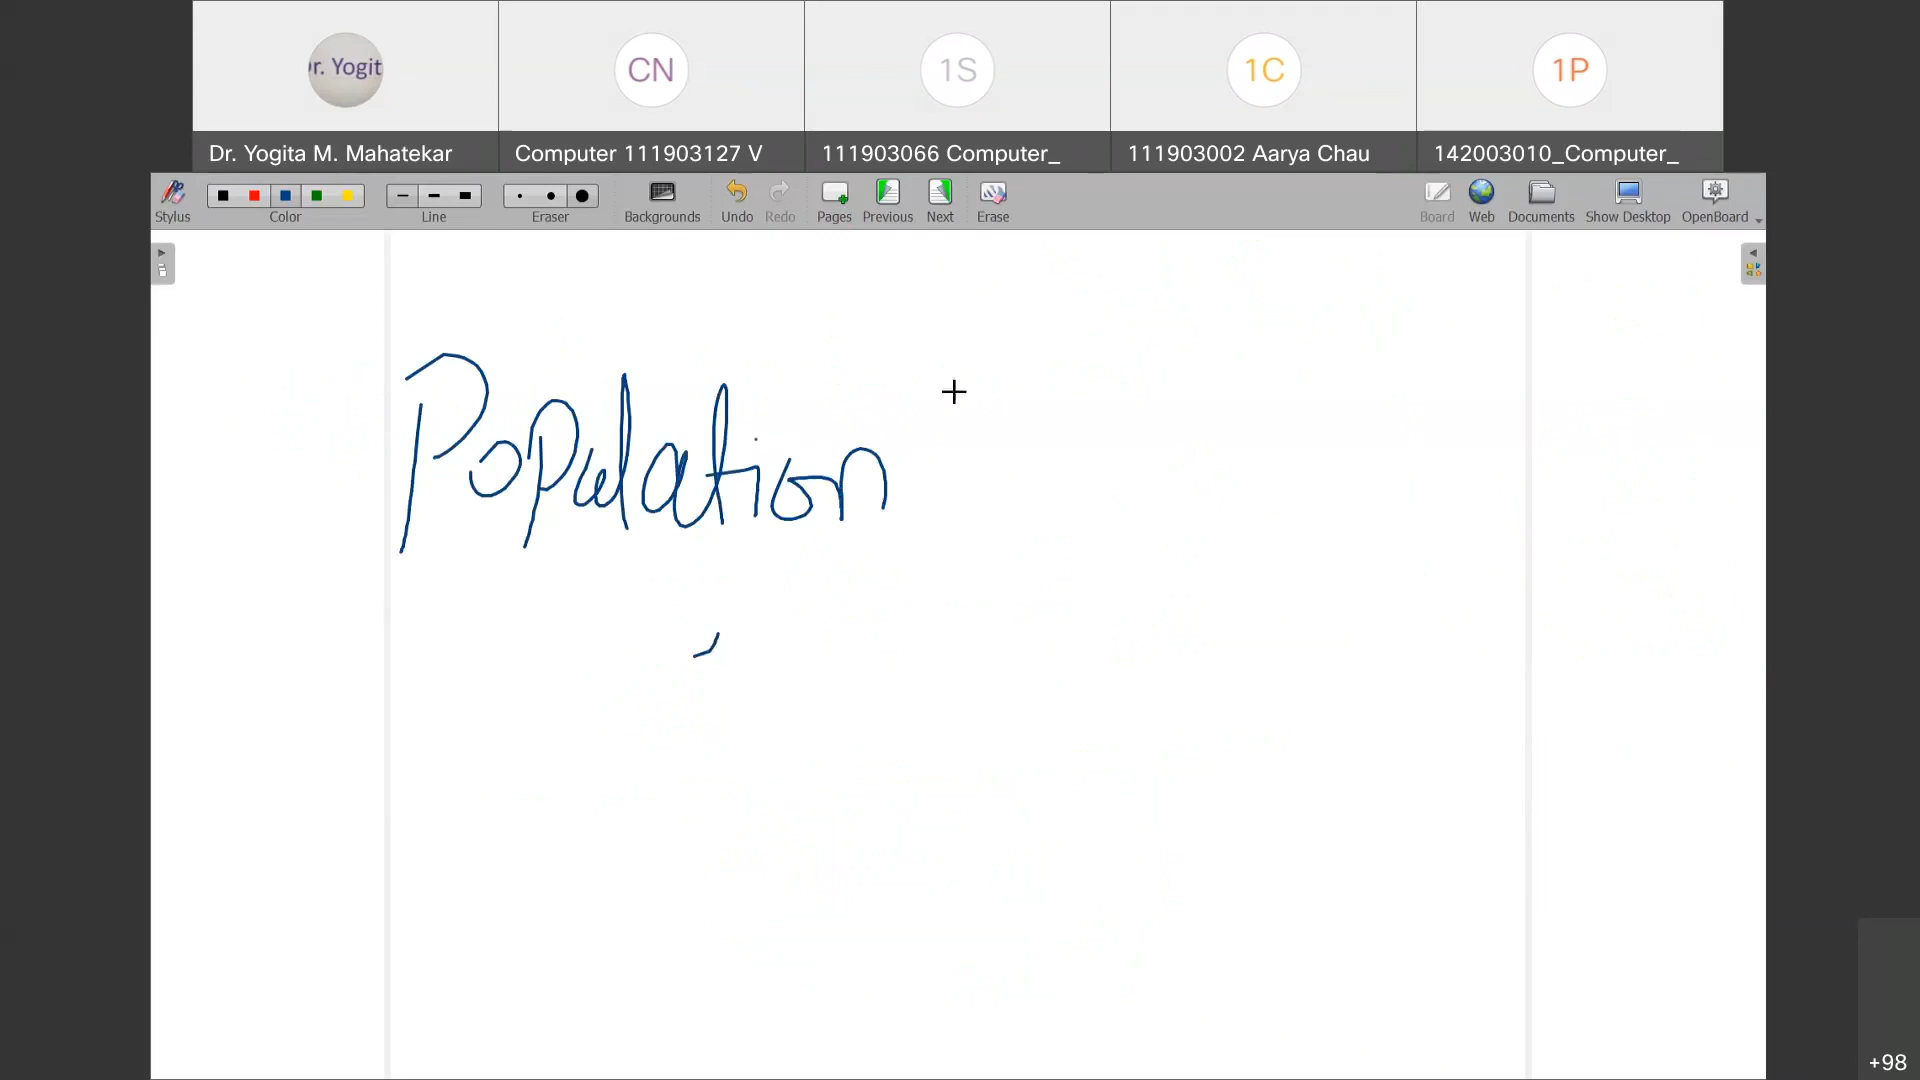 r. Yogit
CN
1S
1C
1P
Dr. Yogita M. Mahatekar
Computer 111903127 V
111903066 Computer_
111903002 Aarya Chau
142003010_Computer_
Stylus
Color
Line
Eraser
Backgrounds
Undo
Redo
Pages
Previous
Next
Erase
Board
Web
Documents
Show Desktop
OpenBoard
Population
+98